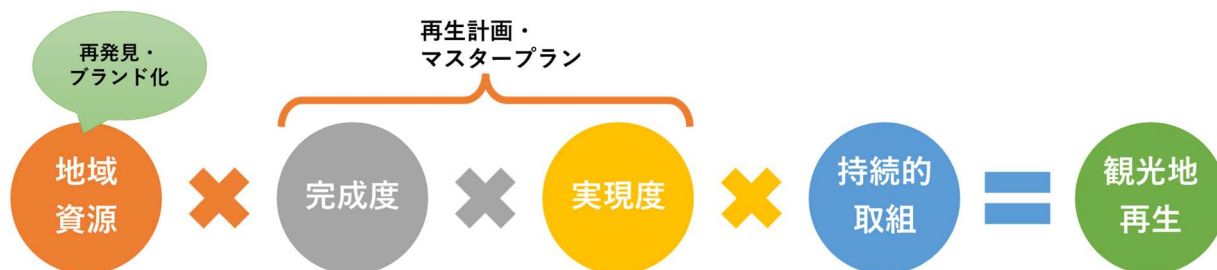 再発見・
ブランド化
再生計画・
マスタープラン
地域
資源
完成度
実現度
持続的
取組
観光地
再生